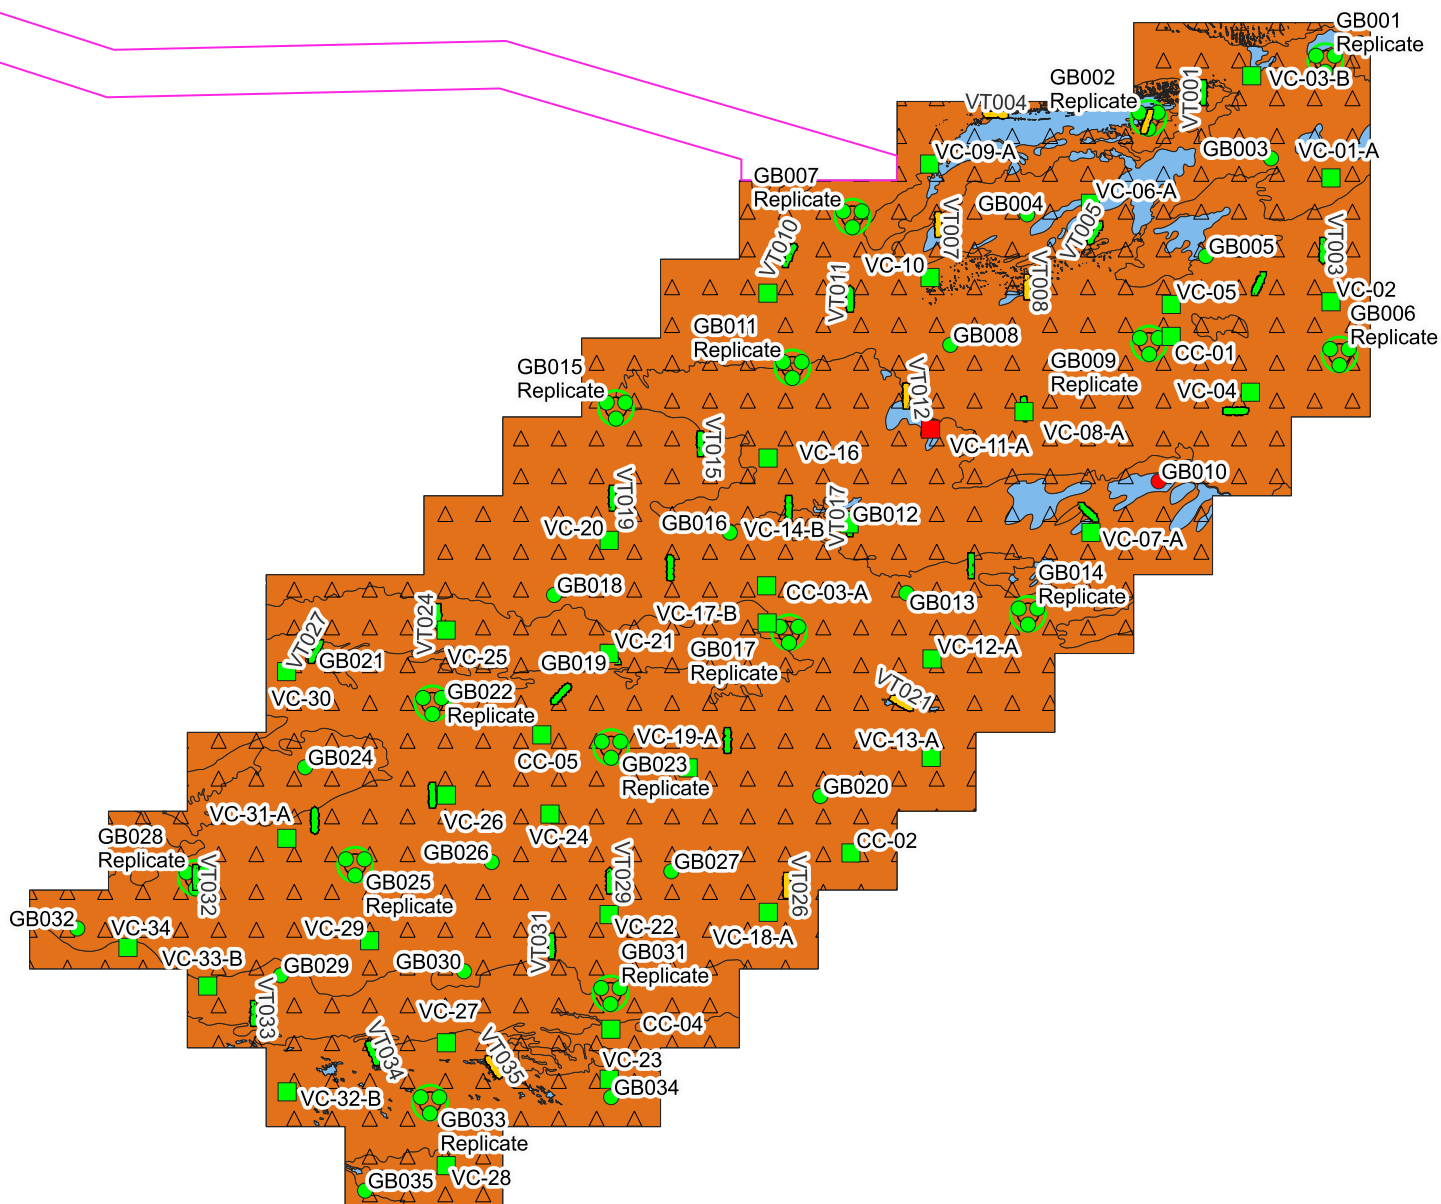 GB001
Replicate
GB002
Replicate
VC-03-B
VT001
VT004
VC-09-A
GB003
VC-01-A
GB007
Replicate
VC-06-A
GB004
VT007
VT005
VT010
GB005
VT003
VC-10
VT011
VT008
VC-05
VC-02
GB006
Replicate
GB011
Replicate
GB008
GB009
Replicate
CC-01
GB015
Replicate
VT012
VC-04
VC-08-A
VC-11-A
VT015
VC-16
GB010
VT019
VT017
VC-20
GB016
VC-14-B
GB012
VC-07-A
GB014
Replicate
GB018
CC-03-A
GB013
VT024
VC-17-B
VT027
GB021
VC-25
GB019
VC-21
GB017
Replicate
VC-12-A
VC-30
GB022
Replicate
VT021
CC-05
VC-19-A
VC-13-A
GB024
GB023
Replicate
GB020
VC-31-A
VC-26
VC-24
GB028
Replicate
CC-02
VT032
GB026
GB027
VT029
VT026
GB025
Replicate
GB032
VC-34
VC-29
VT031
VC-22
VC-18-A
VC-33-B
GB029
GB030
GB031
Replicate
VT033
VC-27
CC-04
VT034
VT035
VC-23
GB034
VC-32-B
GB033
Replicate
GB035
VC-28